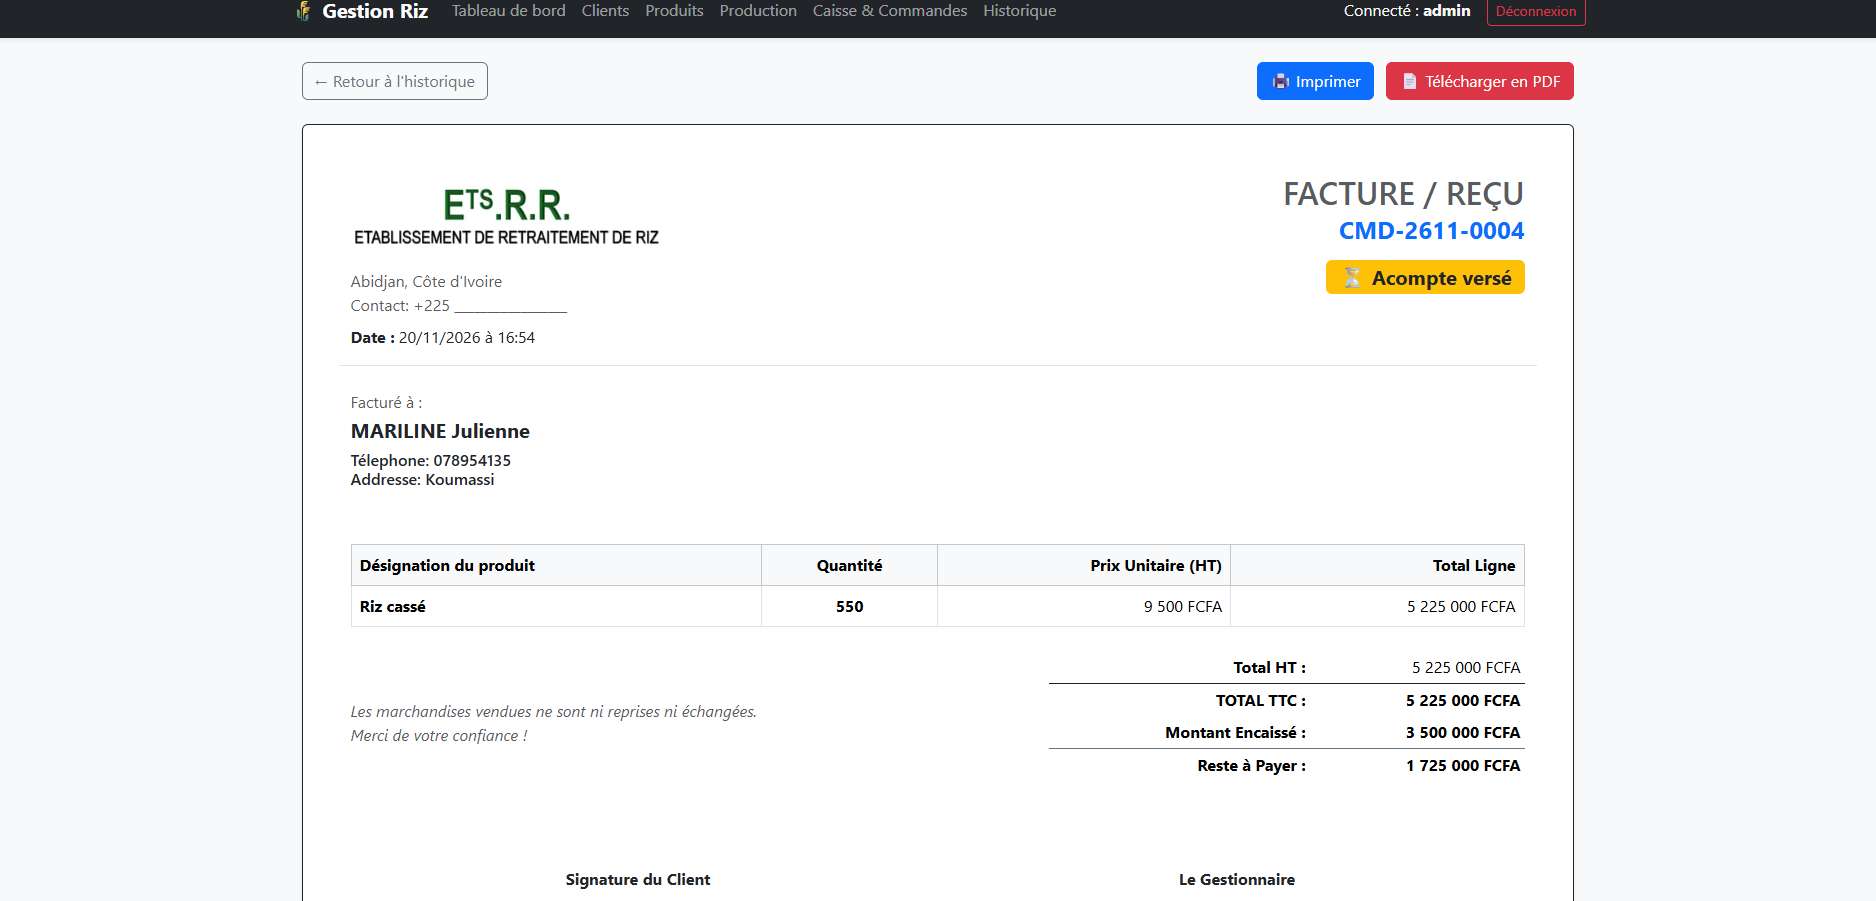 Gestion Riz Tableau de bord Clients Produits Production Caisse & Commandes Historique Connecté : admin Déconnexion
← Retour à l'historique
Imprimer
Télécharger en PDF
ETS.R.R.
ETABLISSEMENT DE RETRAITEMENT DE RIZ
FACTURE / REÇU
CMD-2611-0004
Acompte versé
Abidjan, Côte d'Ivoire
Contact: +225 _______________
Date : 20/11/2026 à 16:54
Facturé à :
MARILINE Julienne
Télephone: 078954135
Addresse: Koumassi
Désignation du produit Quantité Prix Unitaire (HT) Total Ligne
Riz cassé 550 9 500 FCFA 5 225 000 FCFA
Total HT : 5 225 000 FCFA
TOTAL TTC : 5 225 000 FCFA
Montant Encaissé : 3 500 000 FCFA
Reste à Payer : 1 725 000 FCFA
Les marchandises vendues ne sont ni reprises ni échangées.
Merci de votre confiance !
Signature du Client
Le Gestionnaire